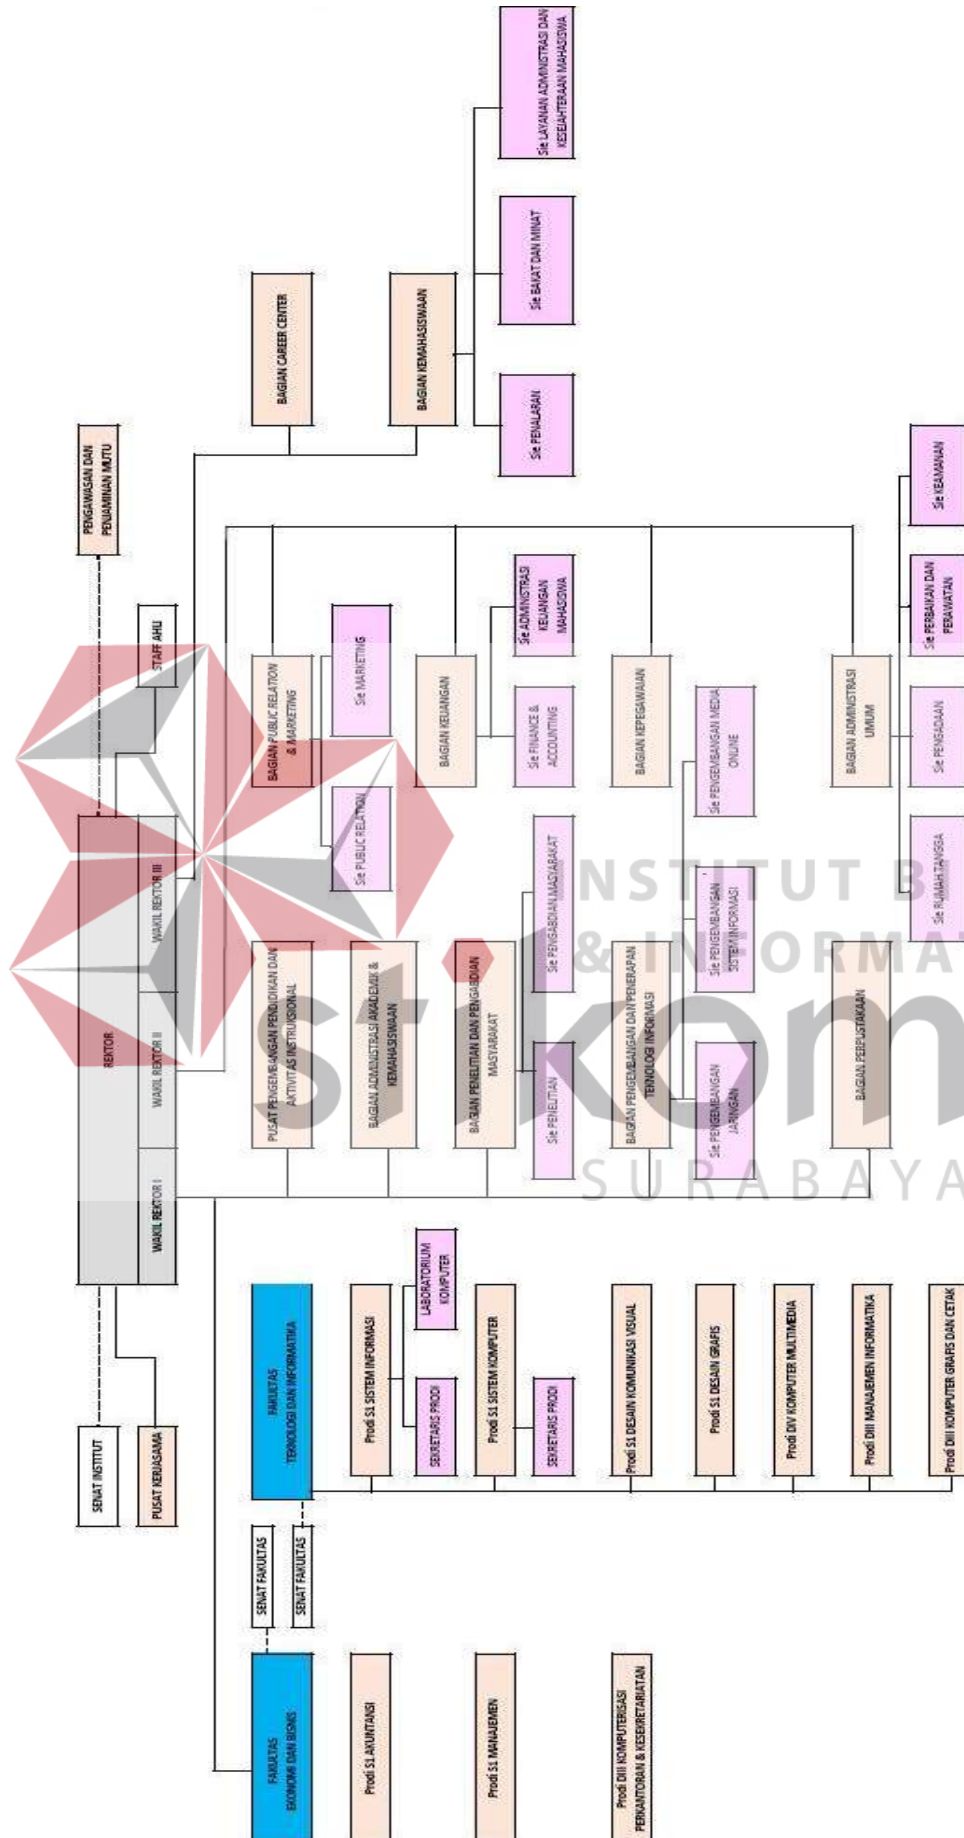 PENGAWASAN DAN
PENJAMINAN MUTU
STAFF AHLI
REKTOR
WAKIL REKTOR I
WAKIL REKTOR II
WAKIL REKTOR III
SENAT INSTITUT
PUSAT KERJASAMA
FAKULTAS
EKONOMI DAN BISNIS
SENAT FAKULTAS
SENAT FAKULTAS
FAKULTAS
TEKNOLOGI DAN INFORMATIKA
PUSAT PENGEMBANGAN PENDIDIKAN DAN
AKTIVITAS INSTRUKSIONAL
BAGIAN PUBLIC RELATION
& MARKETING
BAGIAN CAREER CENTER
Sie PUBLIC RELATION
Sie MARKETING
Prodi S1 AKUNTANSI
Prodi S1 SISTEM INFORMASI
BAGIAN ADMINISTRASI AKADEMIK &
KEMAHASISWAAN
BAGIAN KEUANGAN
BAGIAN KEMAHASISWAAN
SEKRETARIS PRODI
LABORATORIUM
KOMPUTER
Prodi S1 MANAJEMEN
Prodi S1 SISTEM KOMPUTER
BAGIAN PENELITIAN DAN PENGABDIAN
MASYARAKAT
Sie FINANCE &
ACCOUNTING
Sie ADMINISTRASI
KEUANGAN
MAHASISWA
Sie PENALARAN
Sie BAKAT DAN MINAT
Sie LAYANAN ADMINISTRASI DAN
KESEJAHTERAAN MAHASISWA
SEKRETARIS PRODI
Sie PENELITIAN
Sie PENGABDIAN MASYARAKAT
Prodi DIII KOMPUTERISASI
PERKANTORAN & KESEKRETARIATAN
Prodi S1 DESAIN KOMUNIKASI VISUAL
BAGIAN PENGEMBANGAN DAN PENERAPAN
TEKNOLOGI INFORMASI
BAGIAN KEPEGAWAIAN
Prodi S1 DESAIN GRAFIS
Sie PENGEMBANGAN
JARINGAN
Sie PENGEMBANGAN
SISTEM INFORMASI
Sie PENGEMBANGAN MEDIA
ONLINE
Prodi DIV KOMPUTER MULTIMEDIA
Prodi DIII MANAJEMEN INFORMATIKA
BAGIAN PERPUSTAKAAN
BAGIAN ADMINISTRASI
UMUM
Prodi DIII KOMPUTER GRAFIS DAN CETAK
Sie RUMAH TANGGA
Sie PENGADAAN
Sie PERBAIKAN DAN
PERAWATAN
Sie KEAMANAN
INSTITUT B
& INFORMA
stikom
SURABAYA